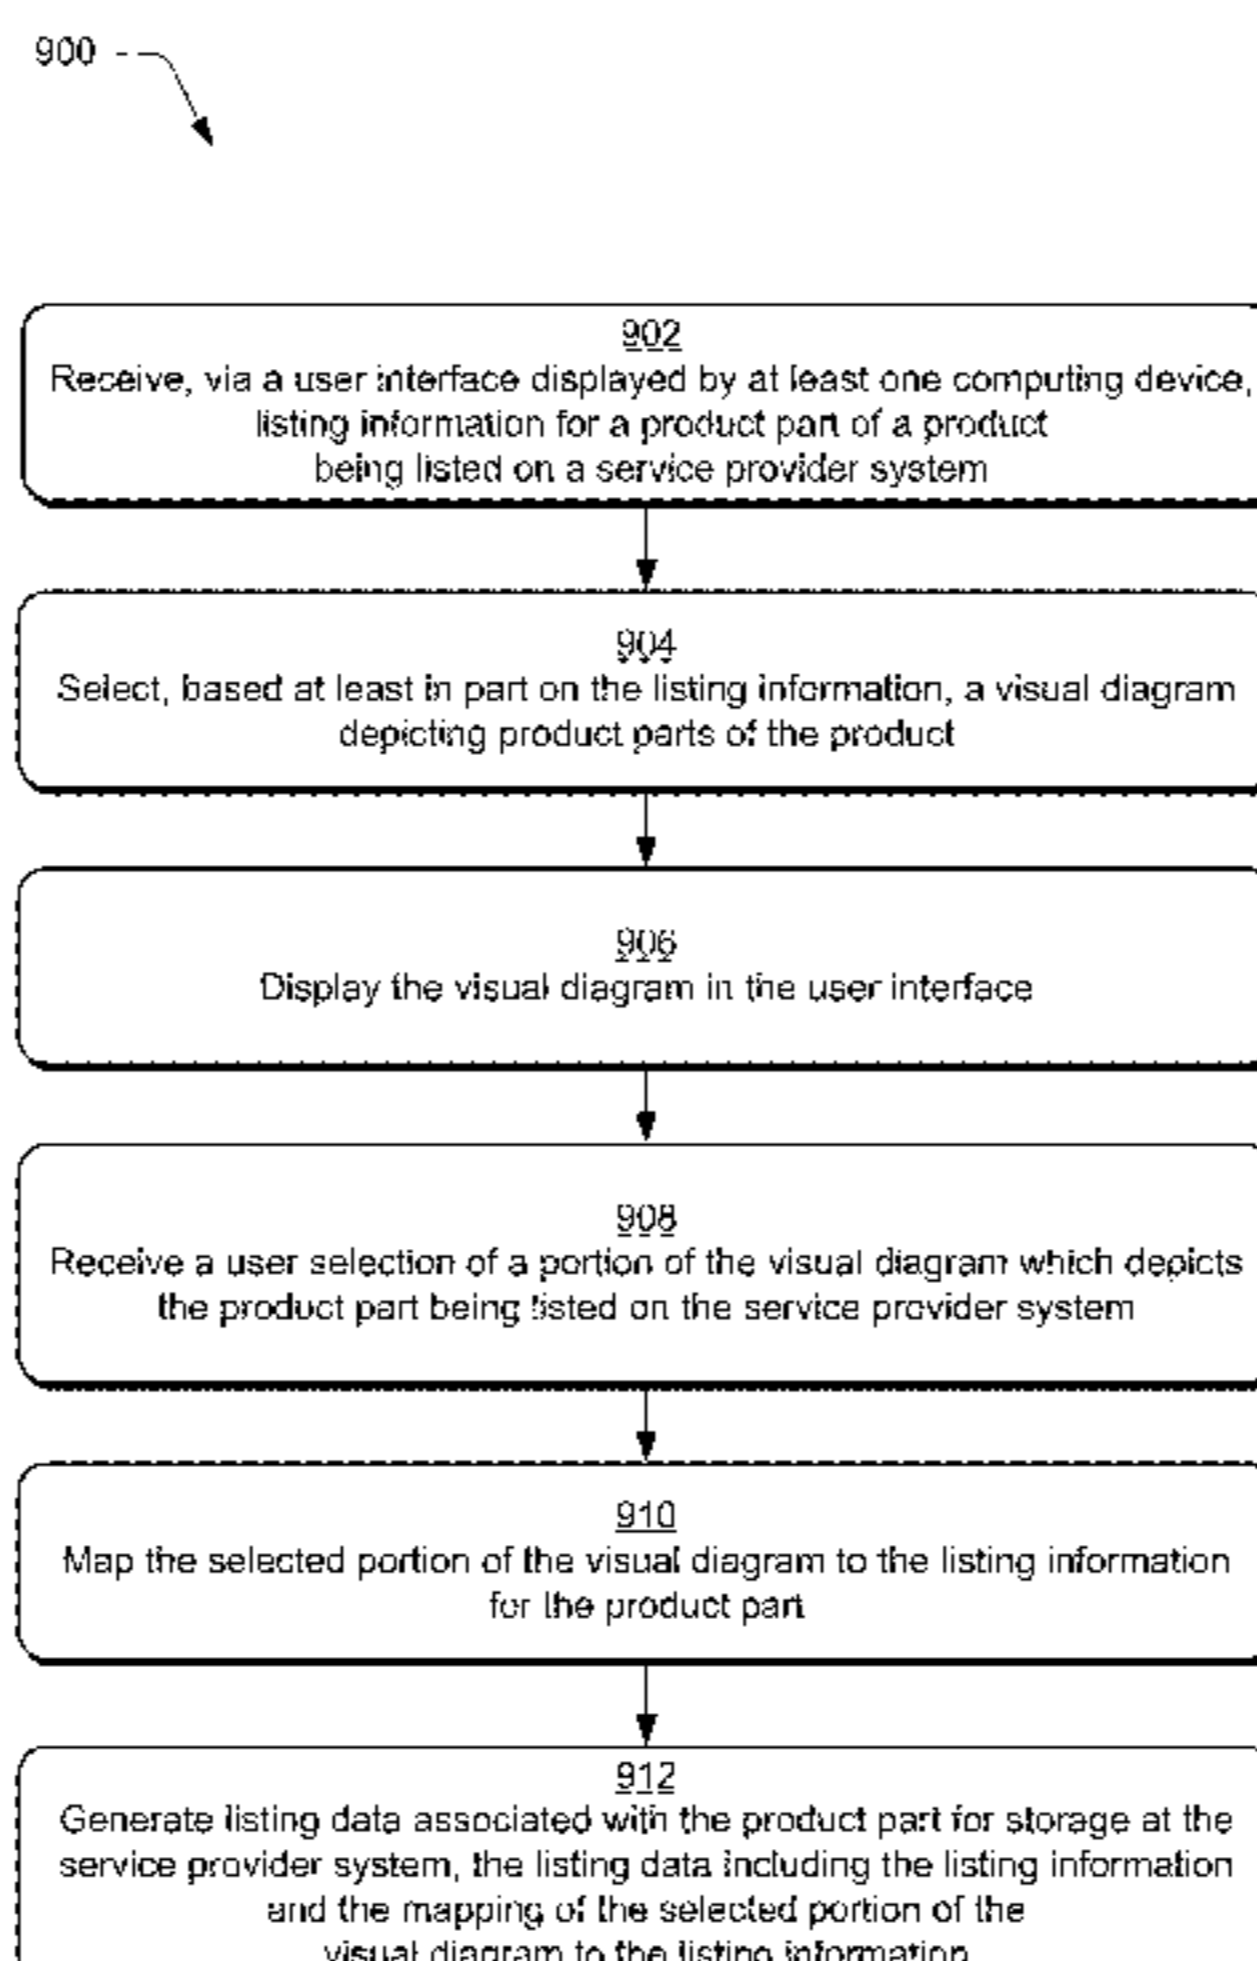 900
902
Receive, via a user interface displayed by at least one computing device,
listing information for a product part of a product
being listed on a service provider system
904
Select, based at least in part on the listing information, a visual diagram
depicting product parts of the product
906
Display the visual diagram in the user interface
908
Receive a user selection of a portion of the visual diagram which depicts
the product part being listed on the service provider system
910
Map the selected portion of the visual diagram to the listing information
for the product part
912
Generate listing data associated with the product part for storage at the
service provider system, the listing data including the listing information
and the mapping of the selected portion of the
visual diagram to the listing information